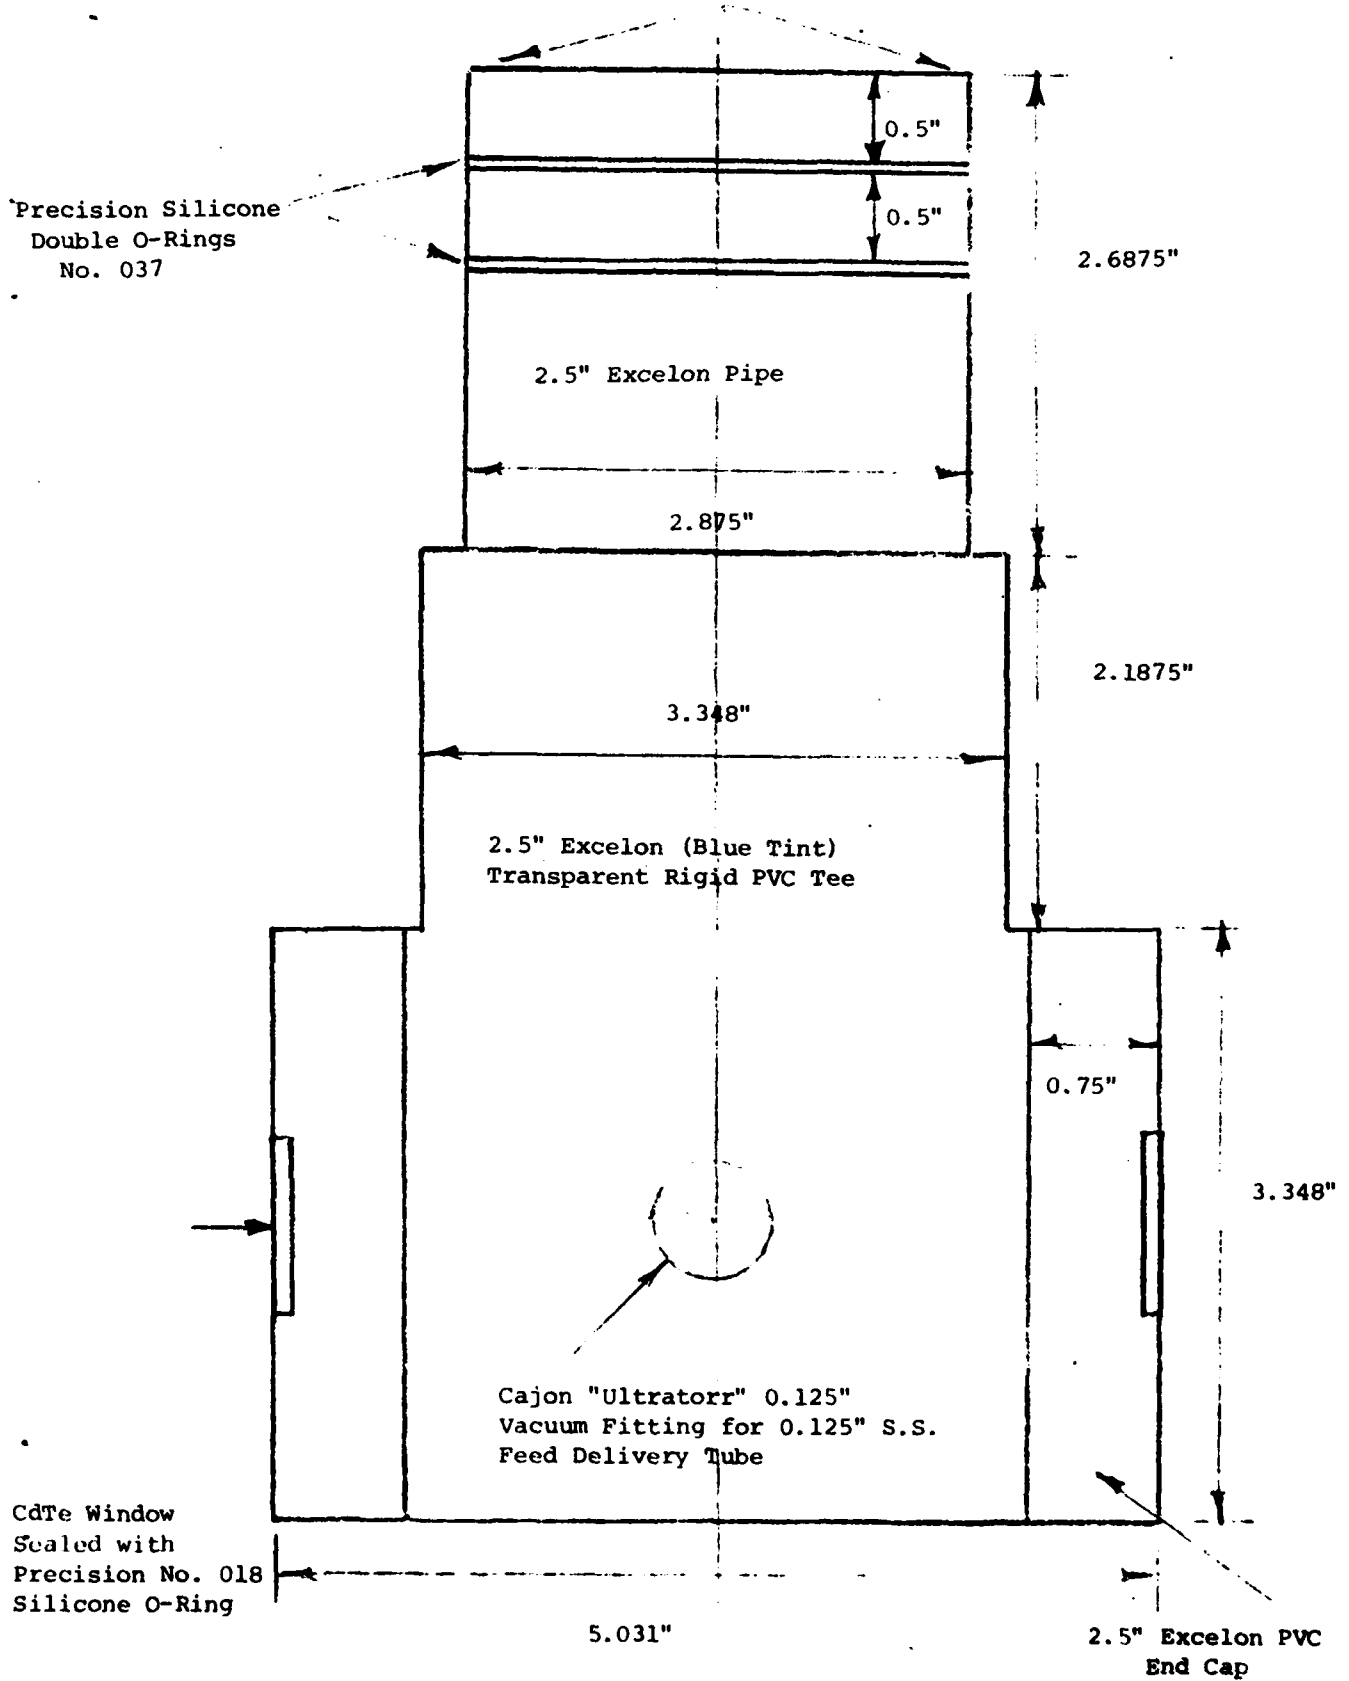 0.5"
Precision Silicone
Double O-Rings
No. 037
0.5"
2.6875"
2.5" Excelon Pipe
2.875"
2.1875"
3.348"
2.5" Excelon (Blue Tint)
Transparent Rigid PVC Tee
0.75"
3.348"
Cajon "Ultratorr" 0.125"
Vacuum Fitting for 0.125" S.S.
Feed Delivery Tube
CdTe Window
Sealed with
Precision No. 018
Silicone O-Ring
5.031"
2.5" Excelon PVC
End Cap